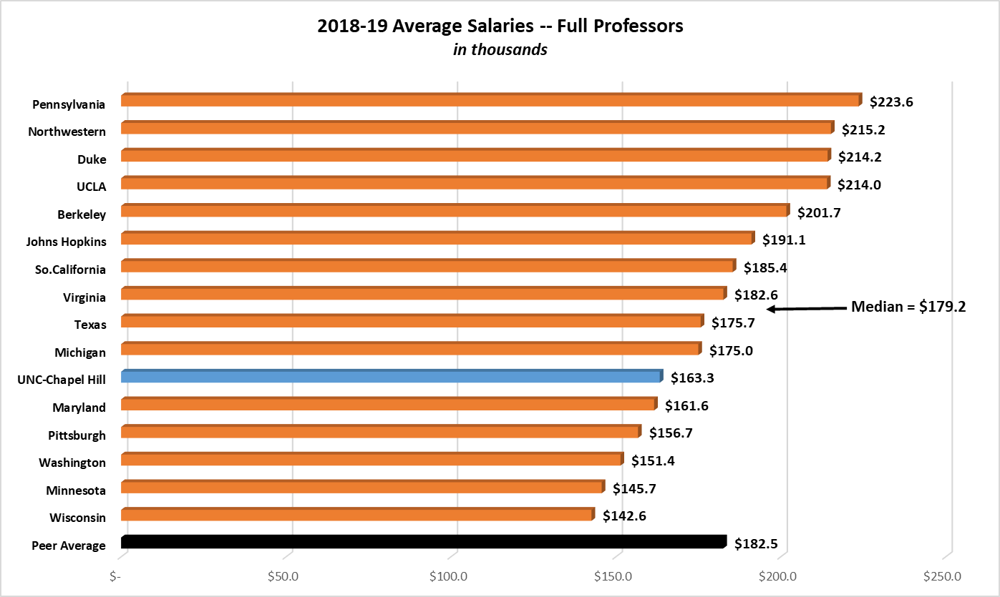 2018-19 Average Salaries -- Full Professors
in thousands
Pennsylvania $223.6
Northwestern $215.2
Duke $214.2
UCLA $214.0
Berkeley $201.7
Johns Hopkins $191.1
So.California $185.4
Virginia $182.6
Median = $179.2
Texas $175.7
Michigan $175.0
UNC-Chapel Hill $163.3
Maryland $161.6
Pittsburgh $156.7
Washington $151.4
Minnesota $145.7
Wisconsin $142.6
Peer Average $182.5
$- $50.0 $100.0 $150.0 $200.0 $250.0